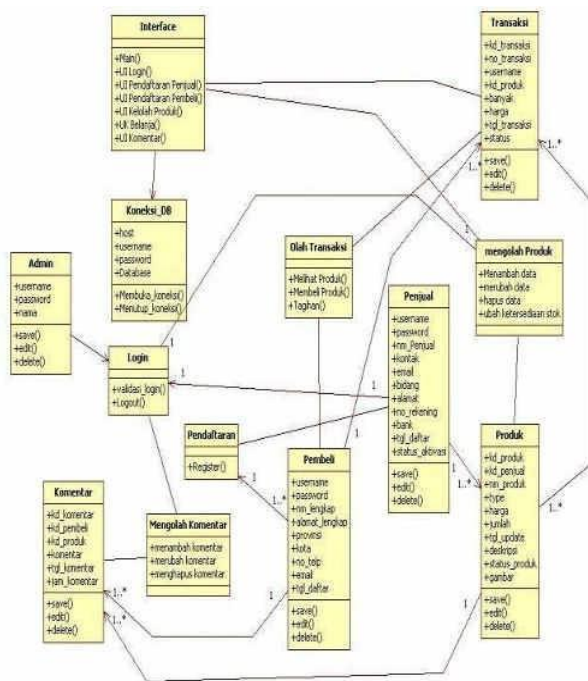 Interface
+Main()
+UI Login()
+UI Pendaftaran Penjual()
+UI Pendaftaran Pembeli()
+UI Kelolah Produk()
+UK Belanja()
+UI Komentar()
Transaksi
+kd_transaksi
+no_transaksi
+username
+kd_produk
+banyak
+harga
+tgl_transaksi
+status
+save()
+edit()
+delete()
1..*
1..*
Koneksi_DB
+host
+username
+password
+Database
+Membuka_koneksi()
+Menutup_koneksi()
Olah Transaksi
+Melihat Produk()
+Membeli Produk()
+Tagihan()
1
mengolah Produk
+Menambah data
+merubah data
+hapus data
+ubah ketersediaan stok
Admin
+username
+password
+nama
+save()
+edit()
+delete()
Login
+validasi_login()
+Logout()
1
1
Penjual
+username
+password
+nm_Penjual
+kontak
+email
+bidang
+alamat
+no_rekening
+bank
+tgl_daftar
+status_aktivasi
+save()
+edit()
+delete()
1
1
1..*
Pendaftaran
+Register()
1
1..*
Pembeli
+username
+password
+nm_lengkap
+alamat_lengkap
+provinsi
+kota
+no_telp
+email
+tgl_daftar
+save()
+edit()
+delete()
1
1
Produk
+kd_produk
+kd_penjual
+nm_produk
+type
+harga
+jumlah
+tgl_update
+deskripsi
+status_produk
+gambar
+save()
+edit()
+delete()
1..*
1
Komentar
+kd_komentar
+kd_pembeli
+kd_produk
+komentar
+tgl_komentar
+jam_komentar
+save()
+edit()
+delete()
1..*
1..*
Mengolah Komentar
+menambah komentar
+merubah komentar
+menghapus komentar